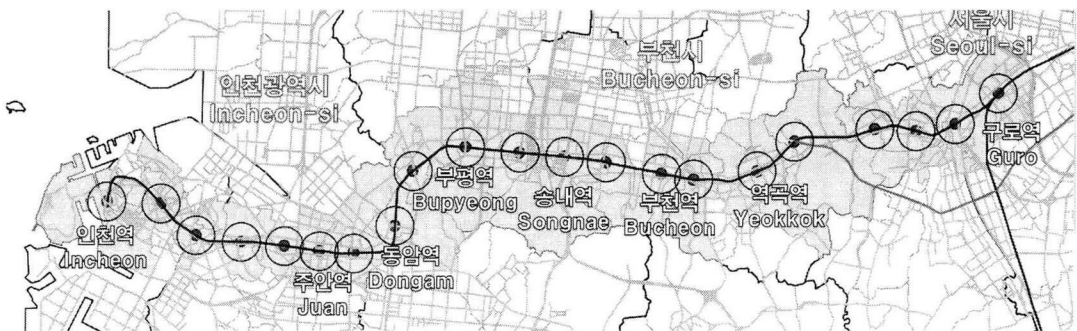 서울시
Seoul-si
부천시
Bucheon-si
인천광역시
Incheon-si
구로역
Guro
부평역
Bupyeong
송내역
Songnae
부천역
Bucheon
역곡역
Yeokkok
인천역
Incheon
동암역
Dongam
주안역
Juan